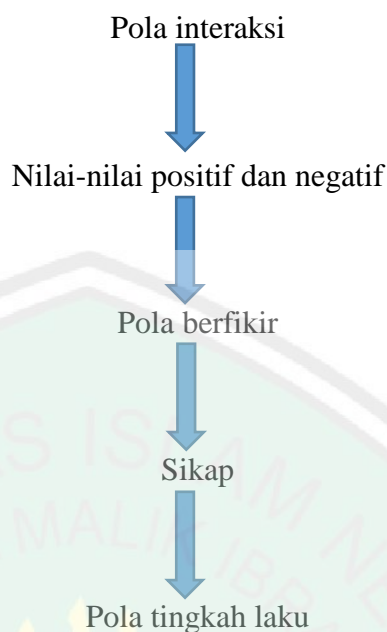 Pola interaksi
Nilai-nilai positif dan negatif
Pola berfikir
Sikap
Pola tingkah laku